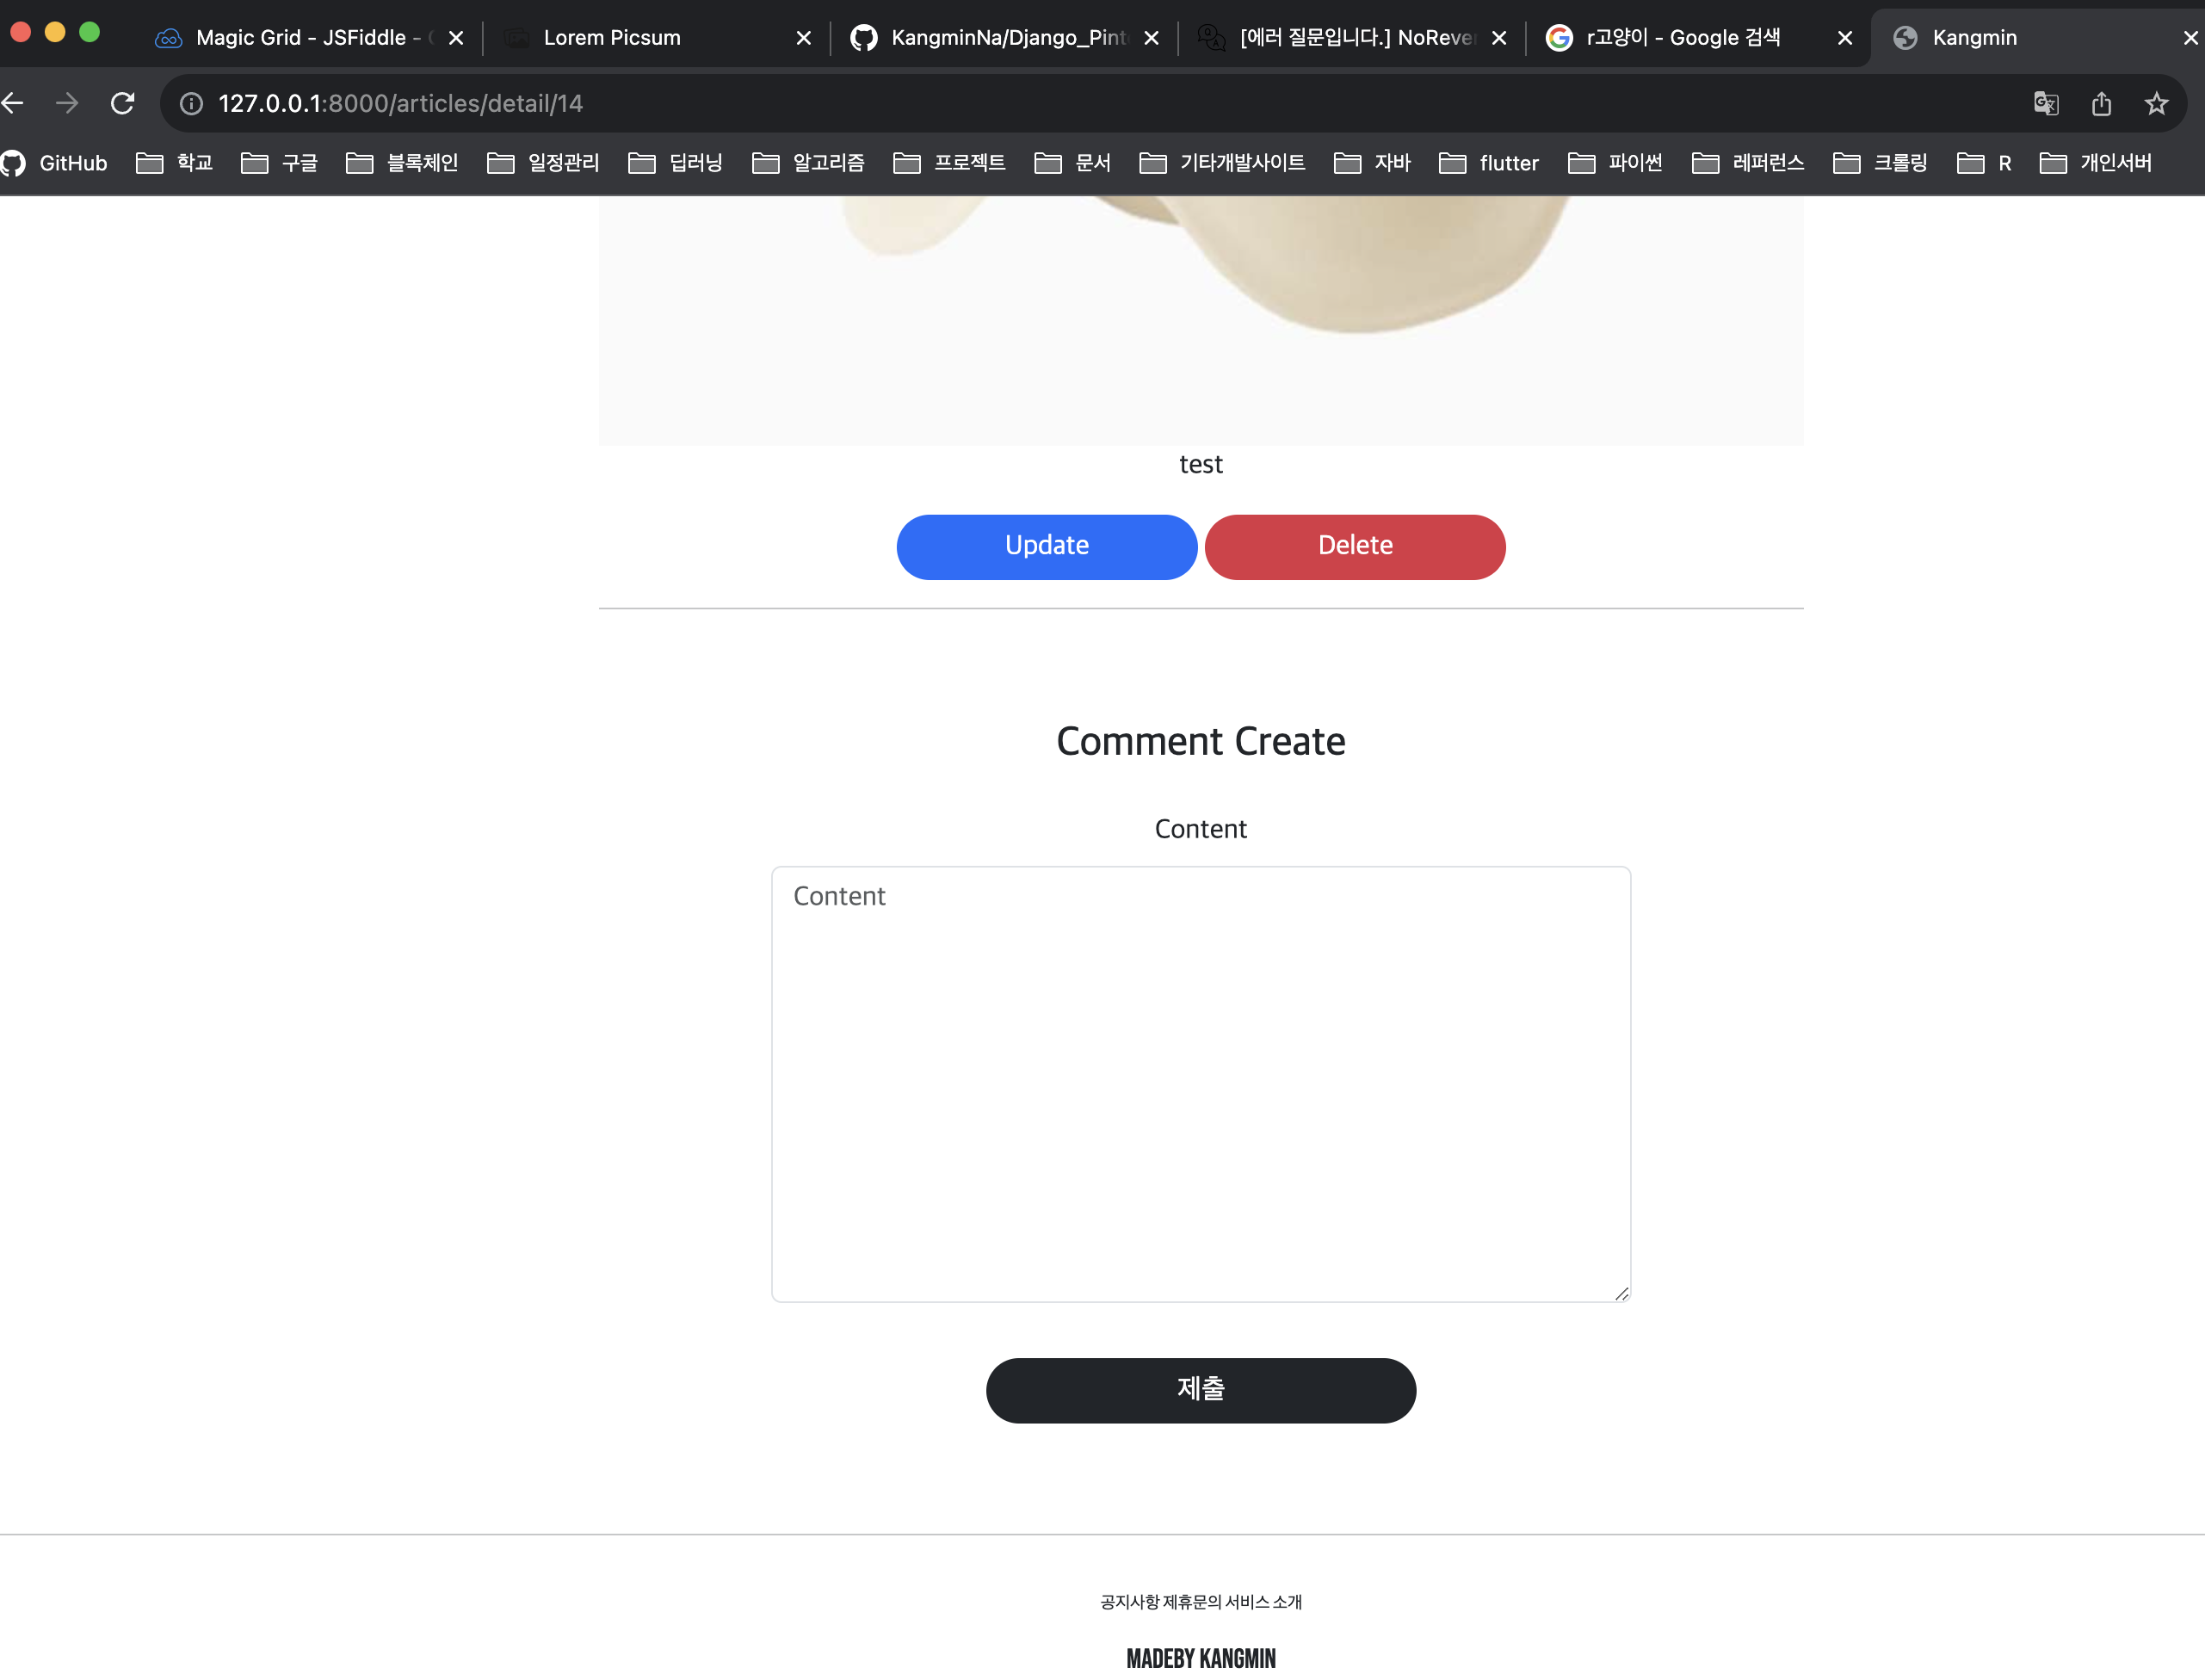 Magic Grid - JSFiddle -
Lorem Picsum
KangminNa/Django_Pint
[에러 질문입니다.] NoRever
r고양이 - Google 검색
Kangmin
127.0.0.1:8000/articles/detail/14
GitHub
학교
구글
블록체인
일정관리
딥러닝
알고리즘
프로젝트
문서
기타개발사이트
자바
flutter
파이썬
레퍼런스
크롤링
R
개인서버
test
Update
Delete
Comment Create
Content
Content
제출
공지사항 제휴문의 서비스 소개
MADEBY KANGMIN